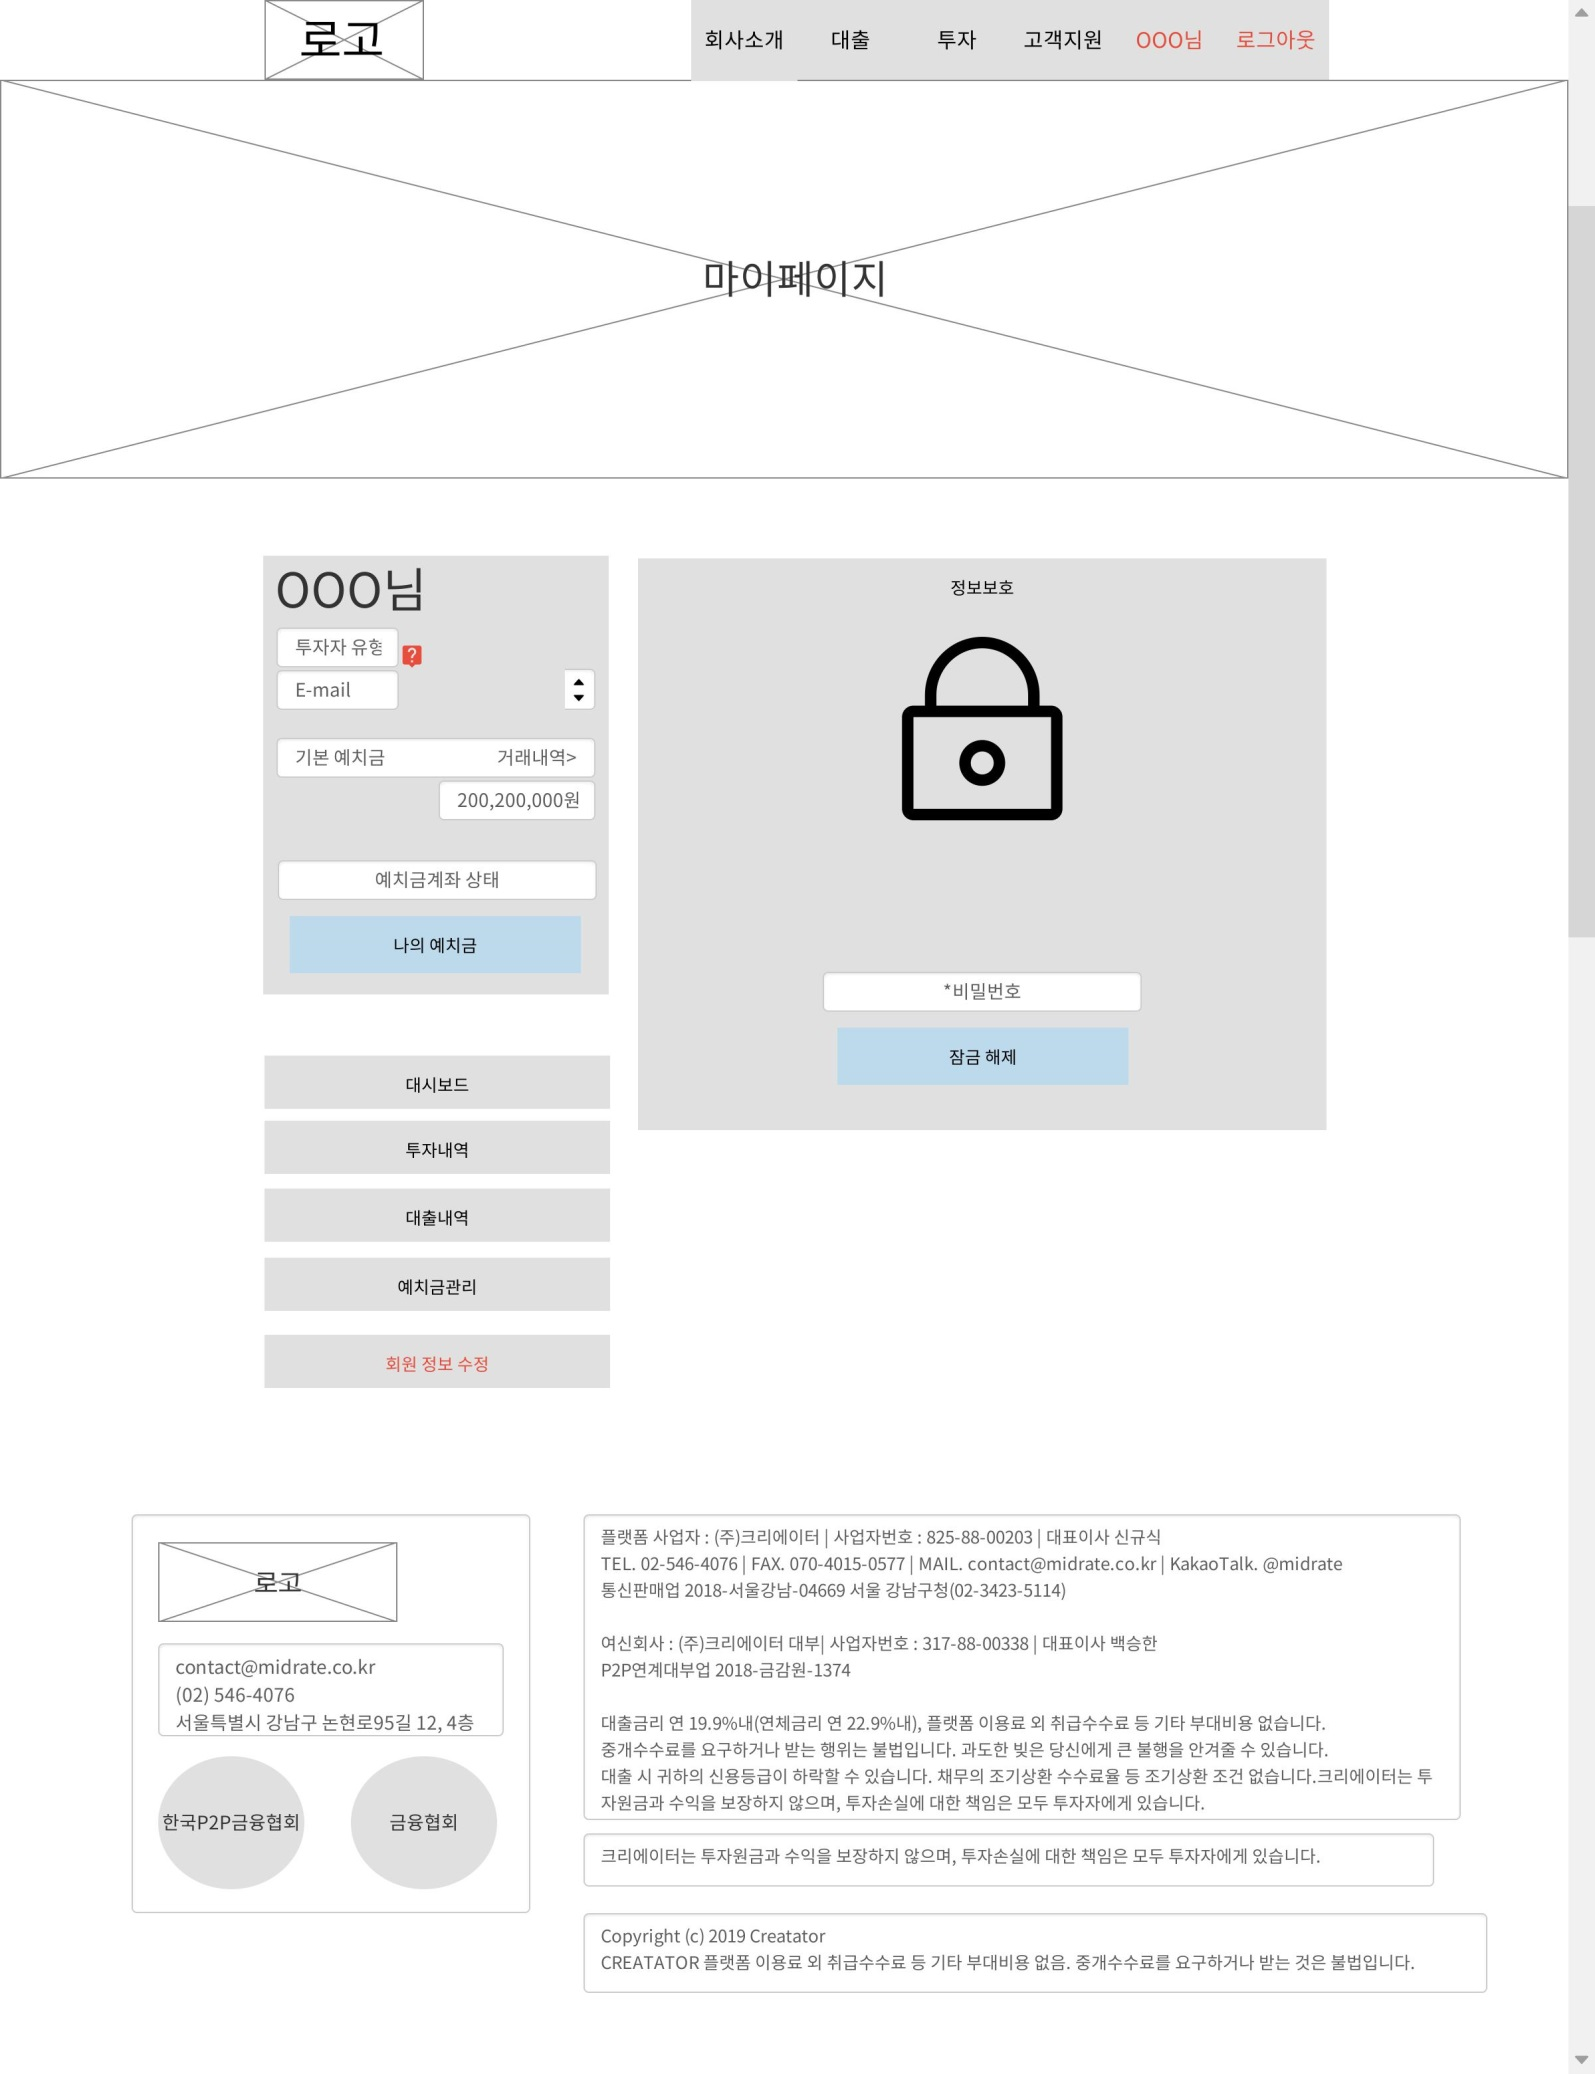 로고
회사소개 대출 투자 고객지원 OOO님 로그아웃
마이페이지
OOO님
투자자 유형
?
E-mail
기본 예치금 거래내역>
200,200,000원
예치금계좌 상태
나의 예치금
정보보호
*비밀번호
잠금 해제
대시보드
투자내역
대출내역
예치금관리
회원 정보 수정
로고
contact@midrate.co.kr
(02) 546-4076
서울특별시 강남구 논현로95길 12, 4층
한국P2P금융협회
금융협회
플랫폼 사업자 : (주)크리에이터 | 사업자번호 : 825-88-00203 | 대표이사 신규식
TEL. 02-546-4076 | FAX. 070-4015-0577 | MAIL. contact@midrate.co.kr | KakaoTalk. @midrate
통신판매업 2018-서울강남-04669 서울 강남구청(02-3423-5114)
여신회사 : (주)크리에이터 대부| 사업자번호 : 317-88-00338 | 대표이사 백승한
P2P연계대부업 2018-금감원-1374
대출금리 연 19.9%내(연체금리 연 22.9%내), 플랫폼 이용료 외 취급수수료 등 기타 부대비용 없습니다.
중개수수료를 요구하거나 받는 행위는 불법입니다. 과도한 빚은 당신에게 큰 불행을 안겨줄 수 있습니다.
대출 시 귀하의 신용등급이 하락할 수 있습니다. 채무의 조기상환 수수료율 등 조기상환 조건 없습니다.크리에이터는 투
자원금과 수익을 보장하지 않으며, 투자손실에 대한 책임은 모두 투자자에게 있습니다.
크리에이터는 투자원금과 수익을 보장하지 않으며, 투자손실에 대한 책임은 모두 투자자에게 있습니다.
Copyright (c) 2019 Creatator
CREATATOR 플랫폼 이용료 외 취급수수료 등 기타 부대비용 없음. 중개수수료를 요구하거나 받는 것은 불법입니다.